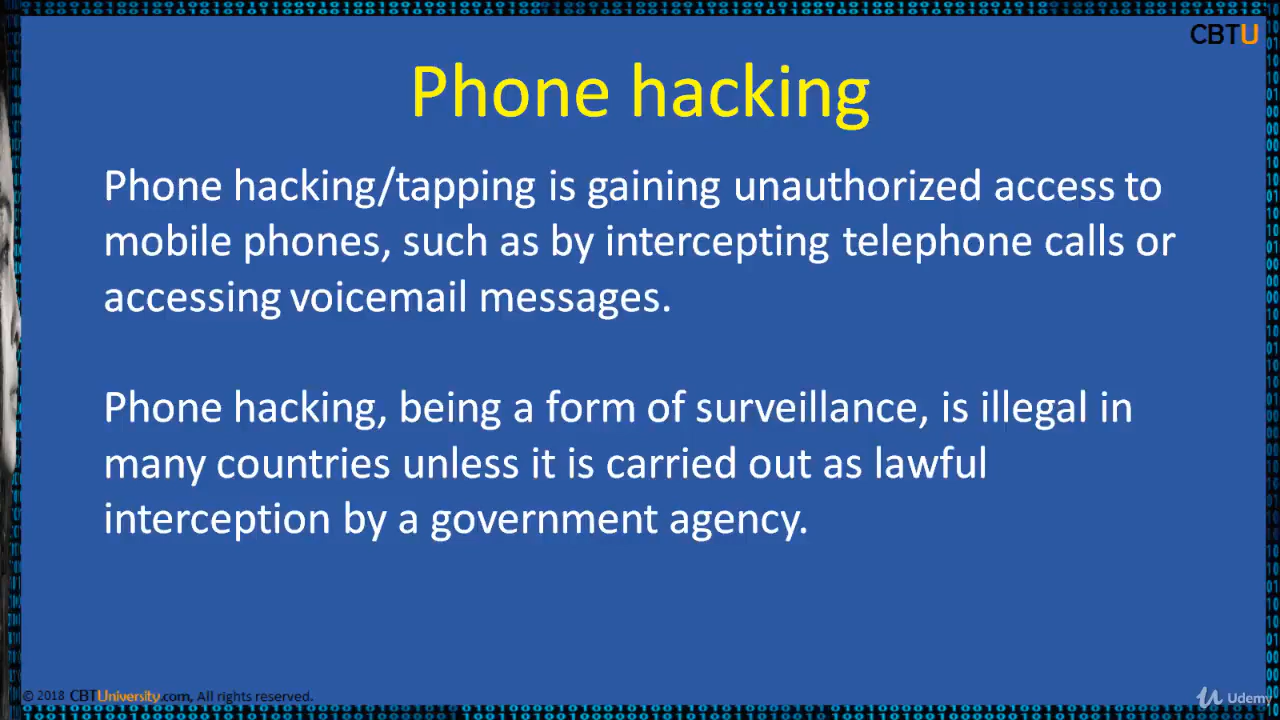 CBTU
Phone hacking
Phone hacking/tapping is gaining unauthorized access to
mobile phones, such as by intercepting telephone calls or
accessing voicemail messages.
Phone hacking, being a form of surveillance, is illegal in
many countries unless it is carried out as lawful
interception by a government agency.
© 2018 CBTUniversity.com, All rights reserved.
Udemy